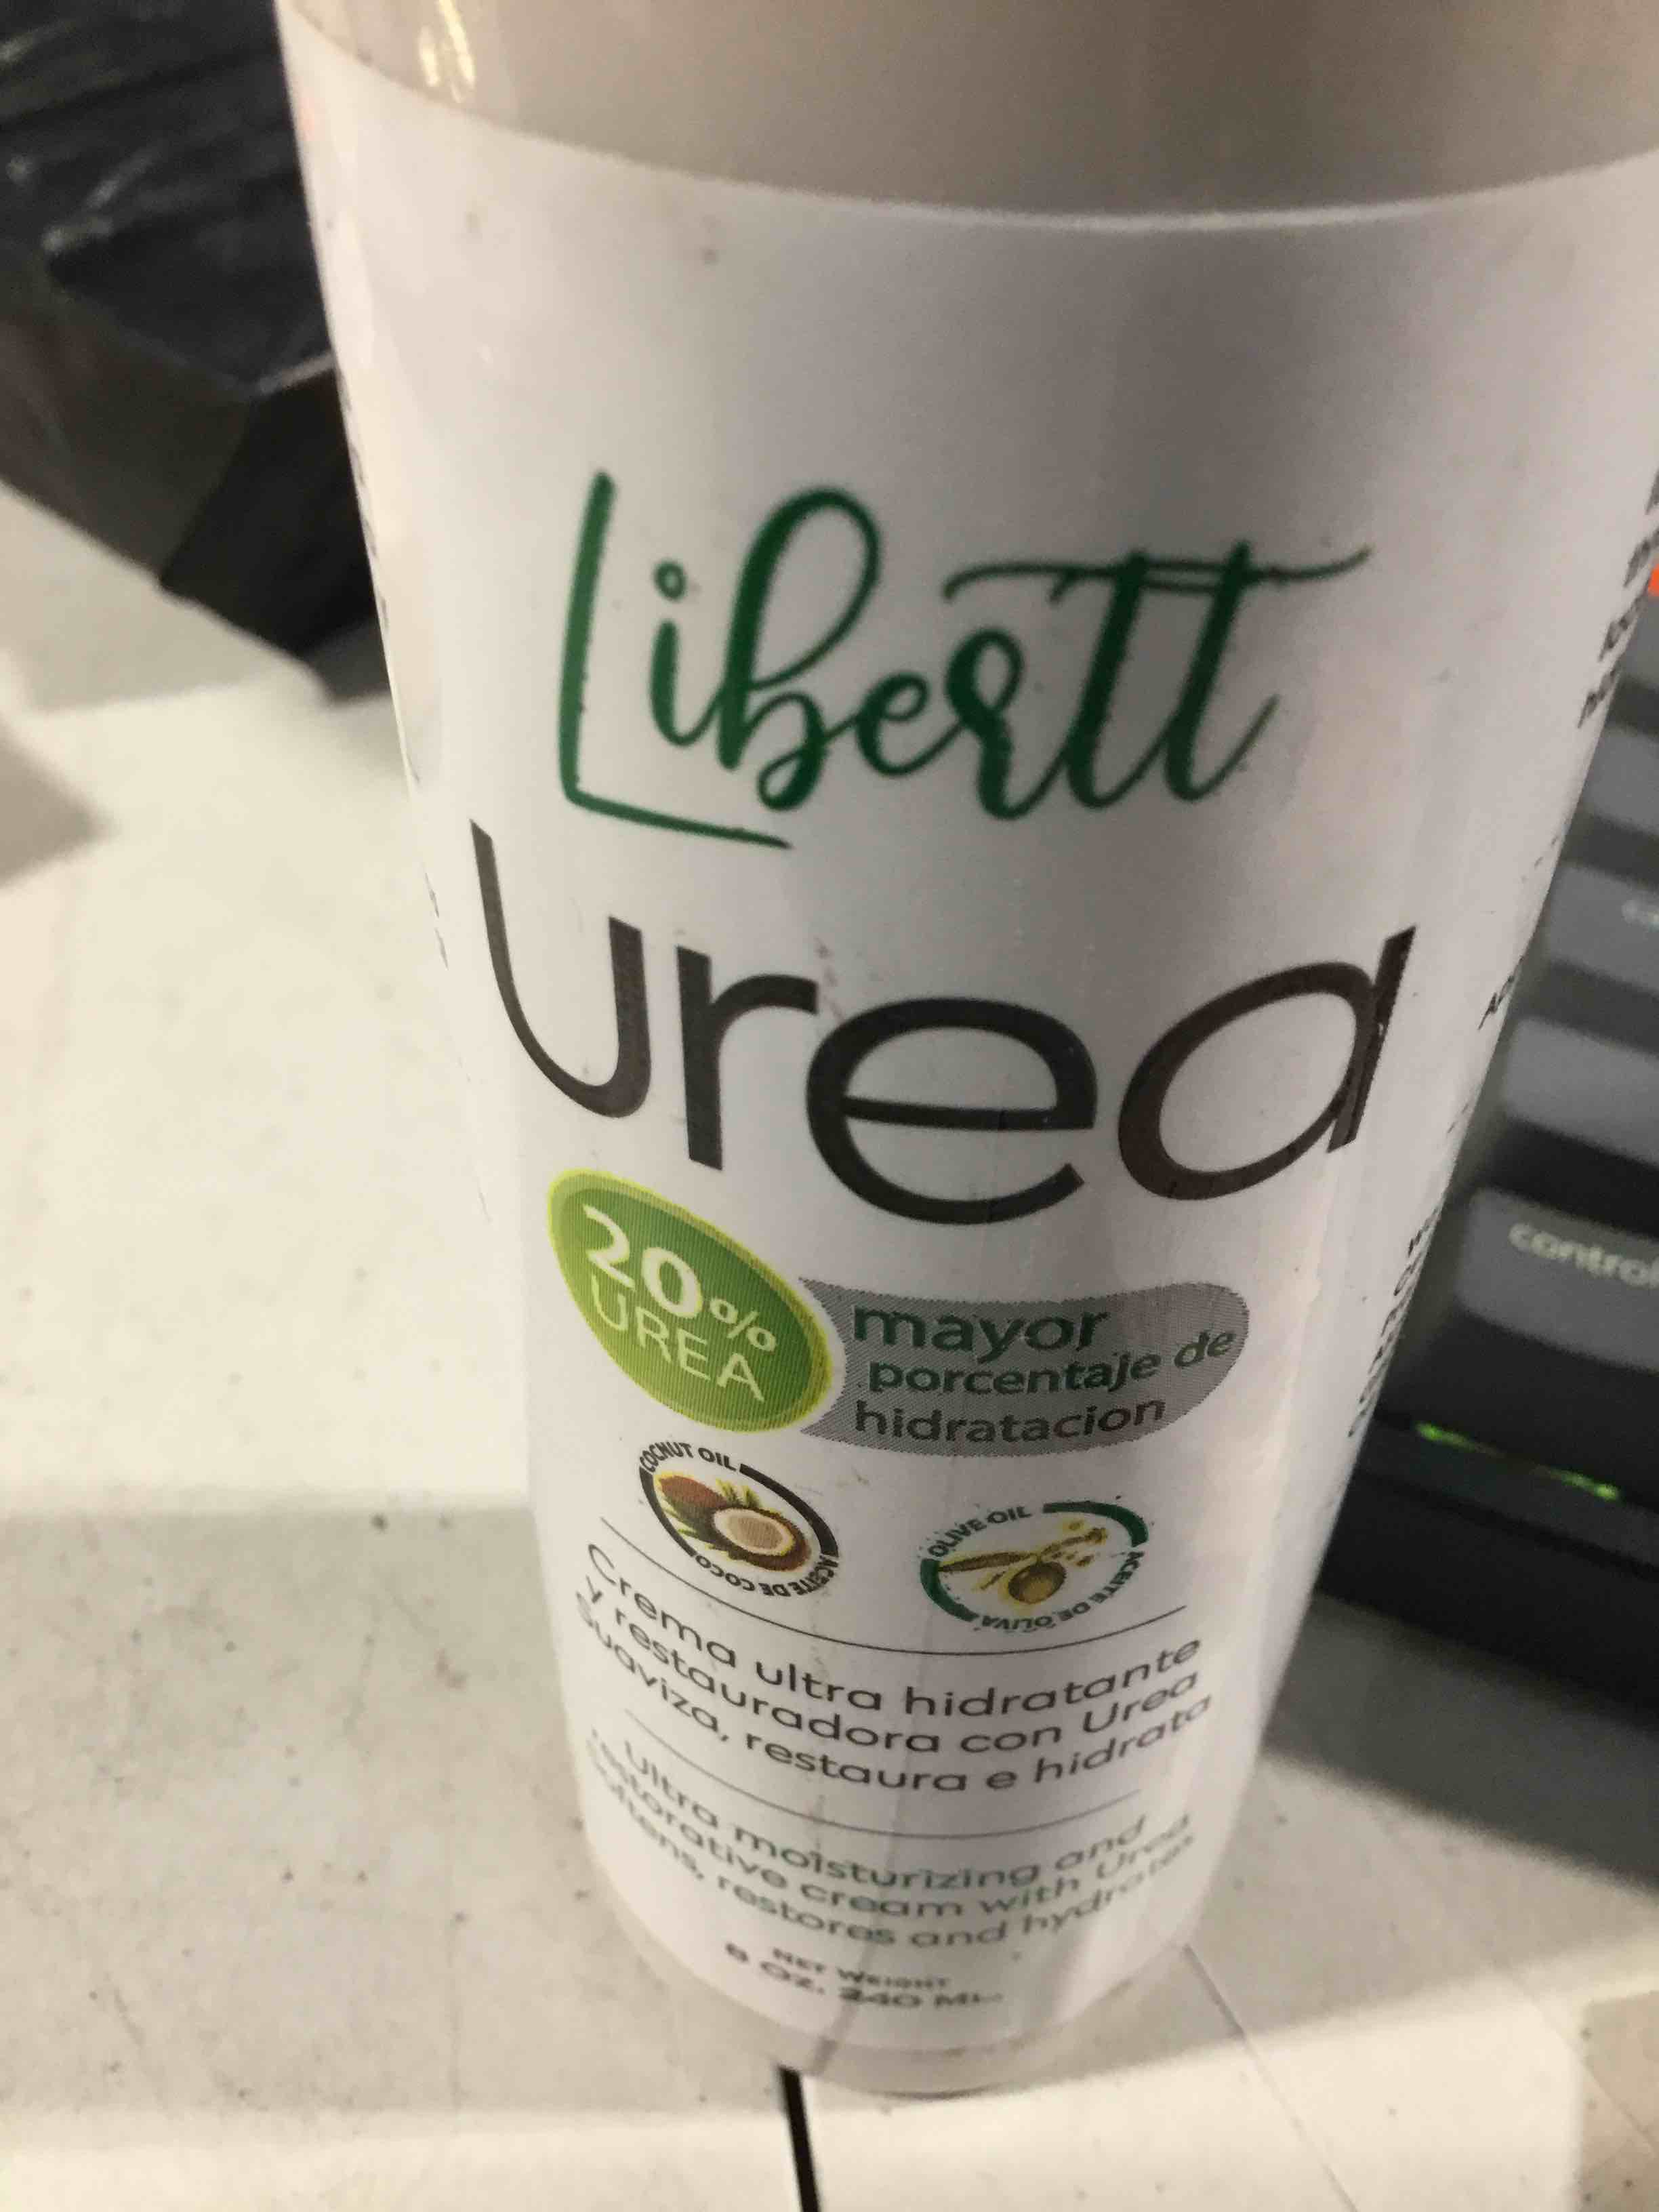 Libertt
urea
20%
UREA
mayor
porcentaje de
hidratacion
COCNUT OIL
ACEITE DE COCO
OLIVE OIL
ACEITE DE OLIVA
Crema ultra hidratante
y restauradora con Urea
Suaviza, restaura e hidrata
Ultra moisturizing and
restorative cream with Urea
Softens, restores and hydrates
NET WEIGHT
8 OZ. 240 ML.
control